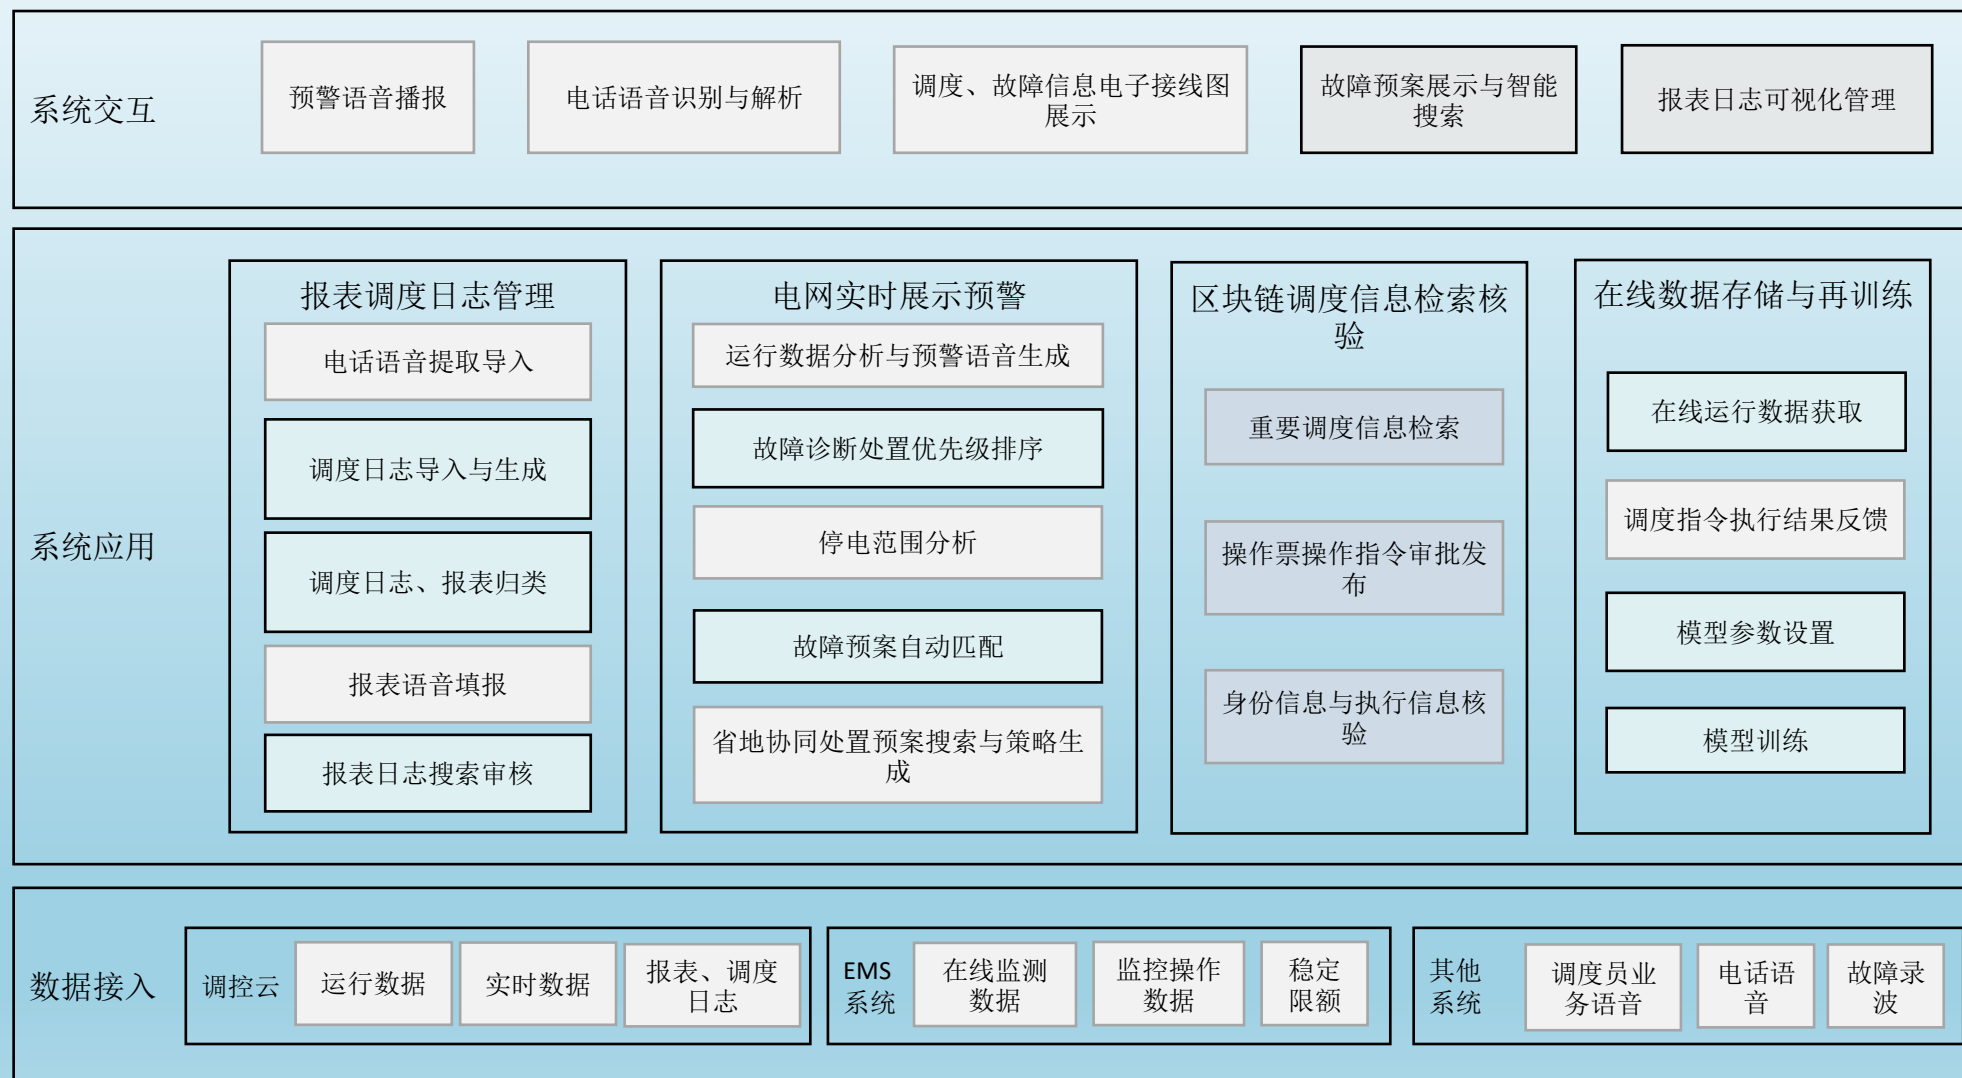 系统交互
预警语音播报
电话语音识别与解析
调度、故障信息电子接线图
展示
故障预案展示与智能
搜索
报表日志可视化管理
系统应用
报表调度日志管理
电话语音提取导入
调度日志导入与生成
调度日志、报表归类
报表语音填报
报表日志搜索审核
电网实时展示预警
运行数据分析与预警语音生成
故障诊断处置优先级排序
停电范围分析
故障预案自动匹配
省地协同处置预案搜索与策略生
成
区块链调度信息检索核
验
重要调度信息检索
操作票操作指令审批发
布
身份信息与执行信息核
验
在线数据存储与再训练
在线运行数据获取
调度指令执行结果反馈
模型参数设置
模型训练
数据接入
调控云
运行数据
实时数据
报表、调度
日志
EMS
系统
在线监测
数据
监控操作
数据
稳定
限额
其他
系统
调度员业
务语音
电话语
音
故障录
波